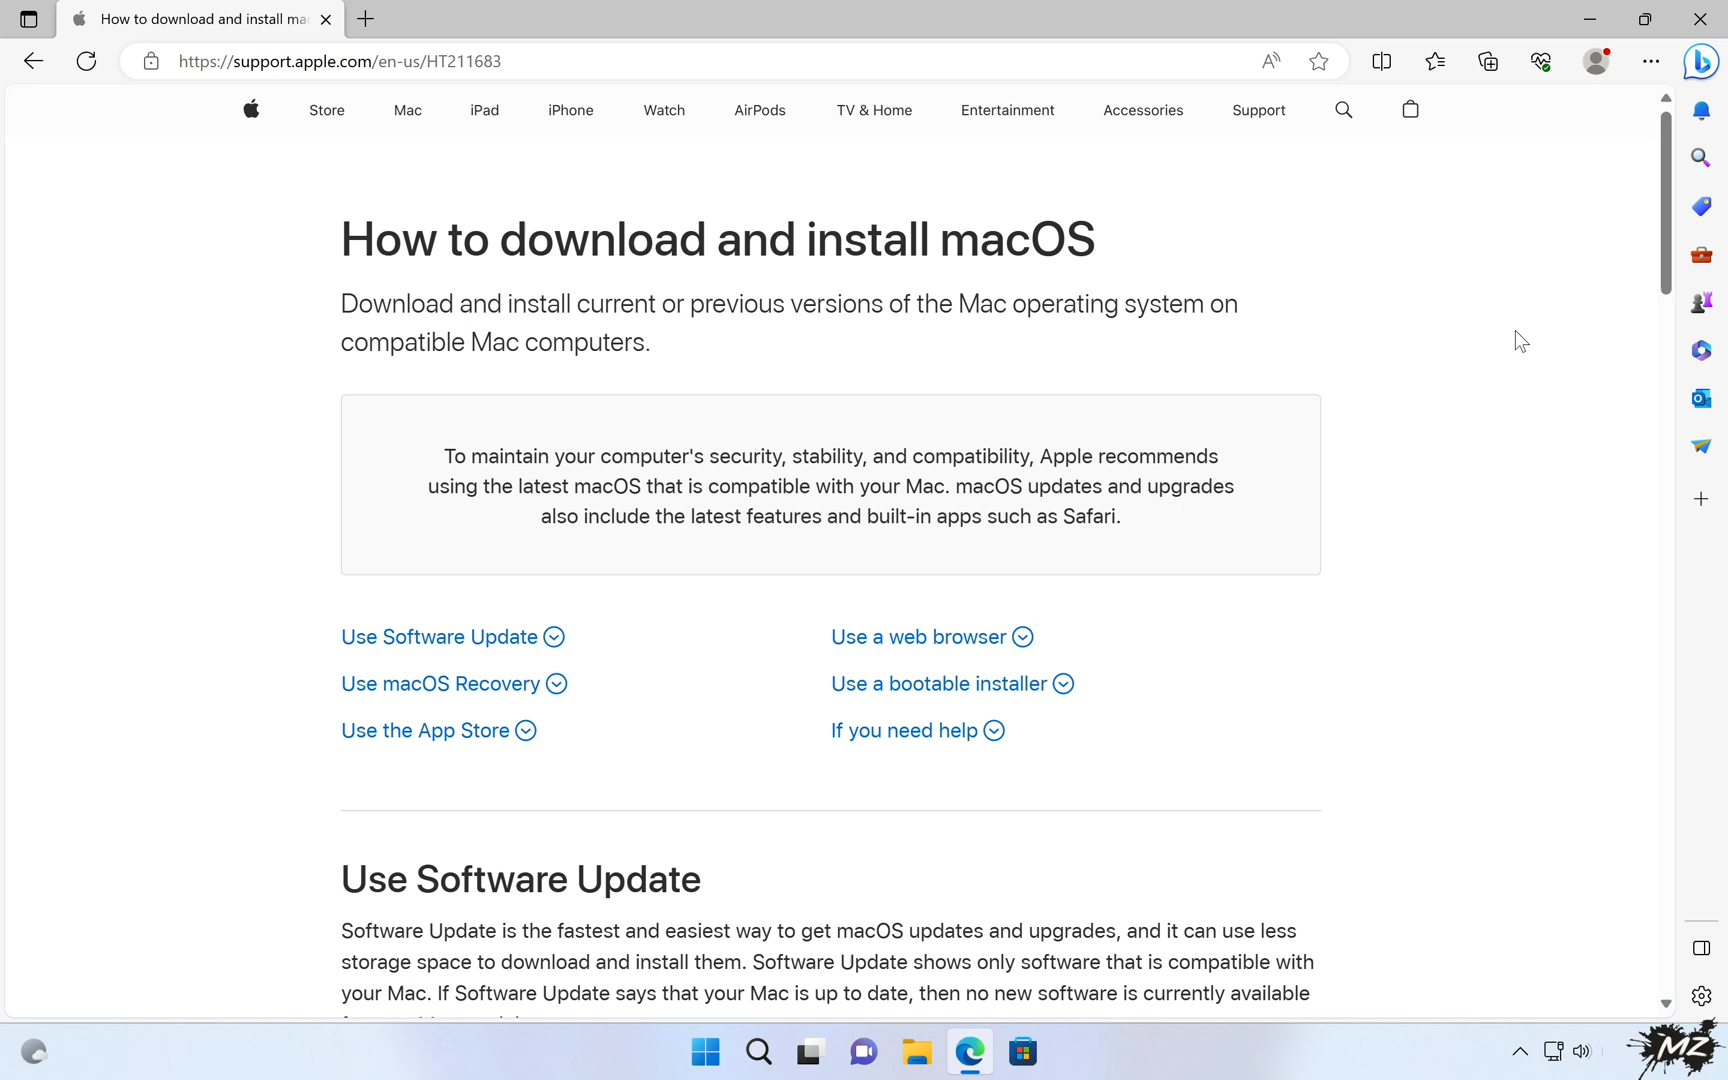 How to download and install ma
https://support.apple.com/en-us/HT211683
Store Mac iPad iPhone Watch AirPods TV & Home Entertainment Accessories Support
How to download and install macOS
Download and install current or previous versions of the Mac operating system on
compatible Mac computers.
To maintain your computer's security, stability, and compatibility, Apple recommends
using the latest macOS that is compatible with your Mac. macOS updates and upgrades
also include the latest features and built-in apps such as Safari.
Use Software Update
Use macOS Recovery
Use the App Store
Use a web browser
Use a bootable installer
If you need help
Use Software Update
Software Update is the fastest and easiest way to get macOS updates and upgrades, and it can use less
storage space to download and install them. Software Update shows only software that is compatible with
your Mac. If Software Update says that your Mac is up to date, then no new software is currently available
MZ